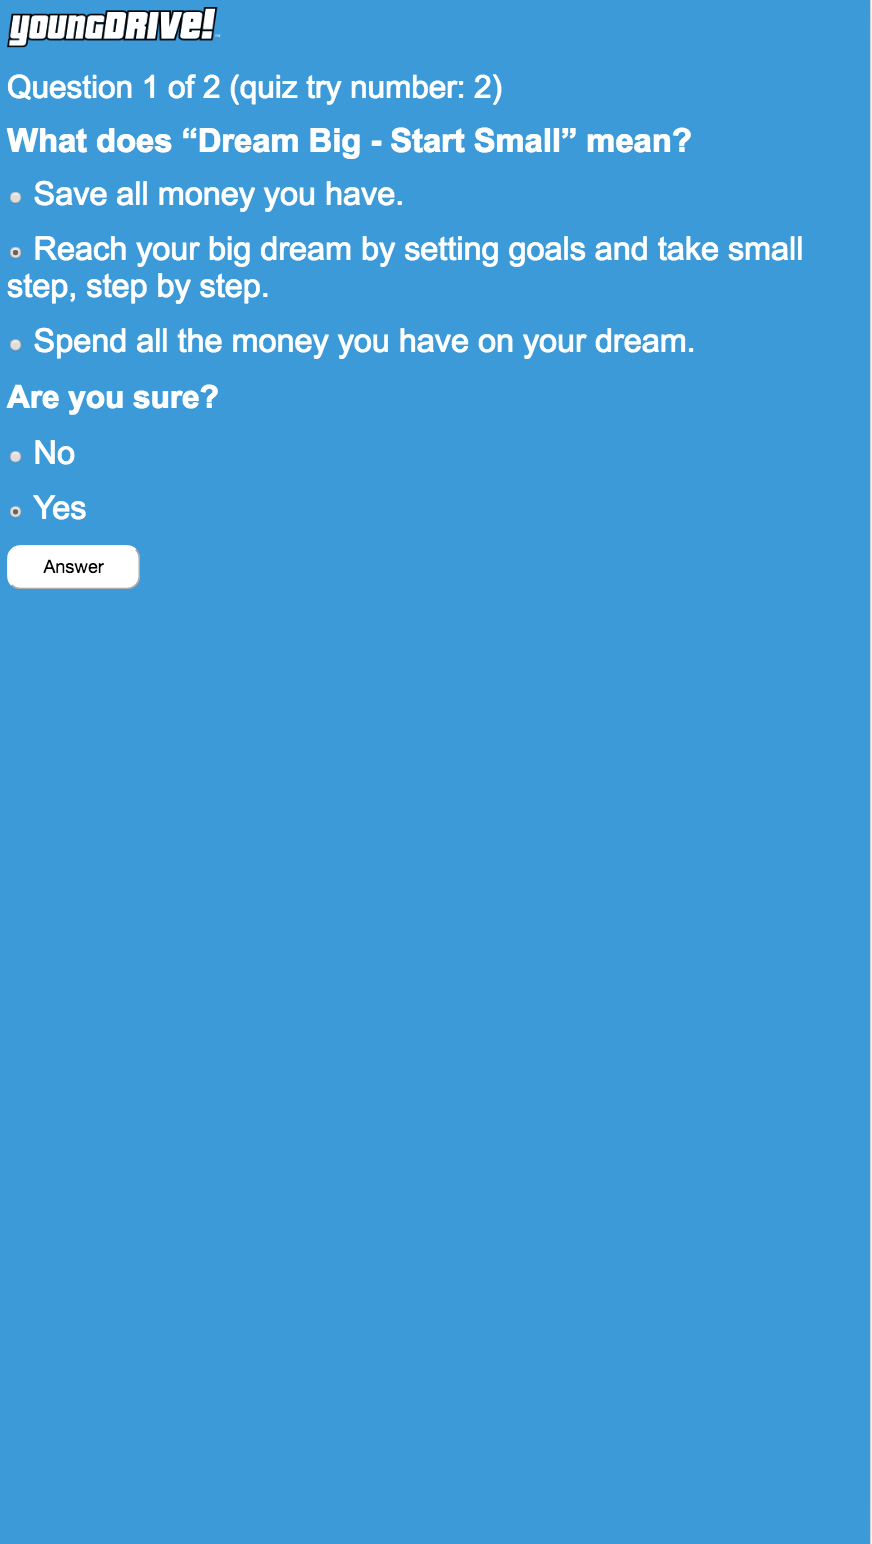 youngDRIVE!™
Question 1 of 2 (quiz try number: 2)
What does “Dream Big - Start Small” mean?
Save all money you have.
Reach your big dream by setting goals and take small
step, step by step.
Spend all the money you have on your dream.
Are you sure?
No
Yes
Answer